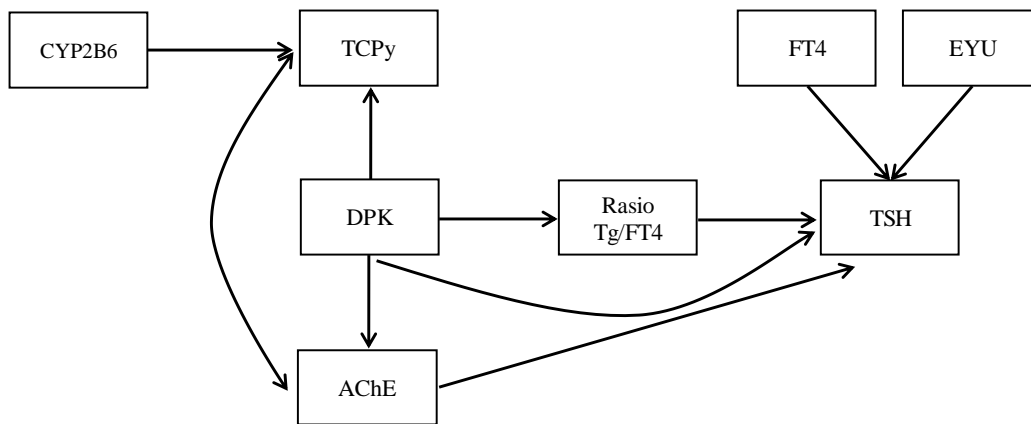 CYP2B6
TCPy
FT4
EYU
DPK
Rasio
Tg/FT4
TSH
AChE